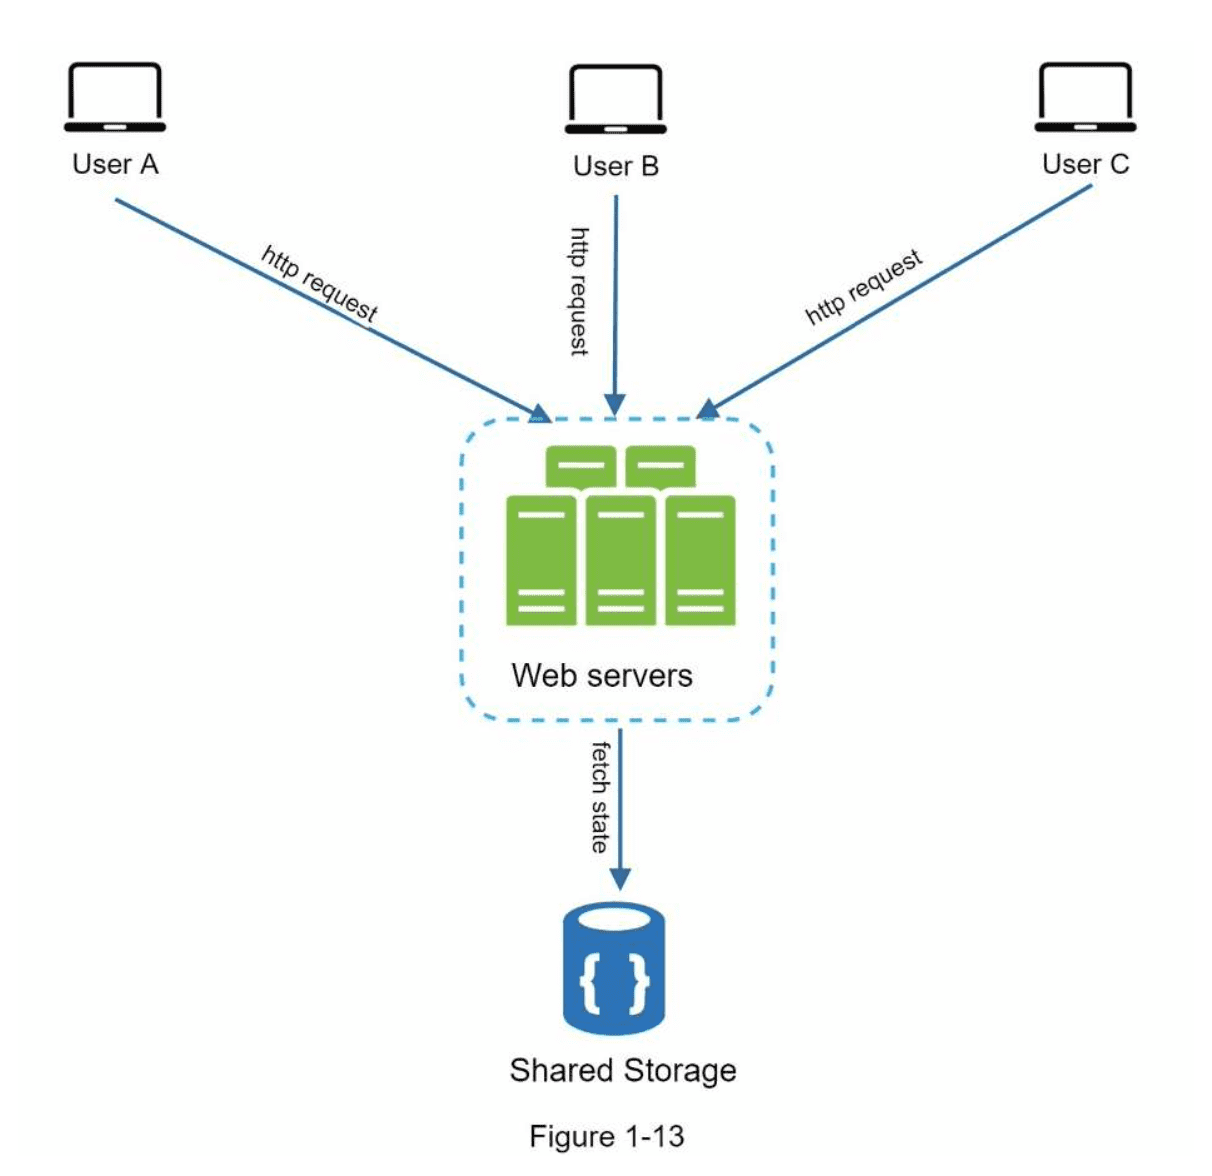 User A
User B
User C
http request
http request
http request
Web servers
fetch state
{ }
Shared Storage
Figure 1-13